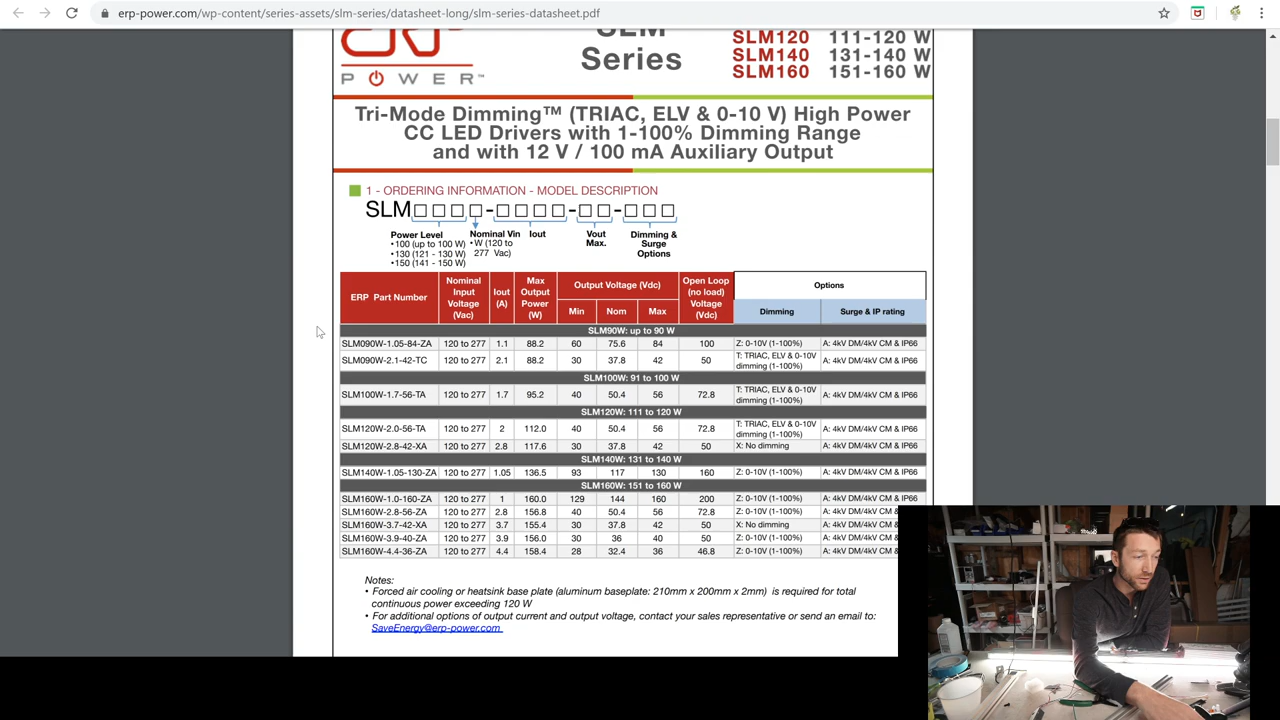 erp-power.com/wp-content/series-assets/slm-series/datasheet-long/slm-series-datasheet.pdf
POWER™
SLM
Series
SLM120 111-120 W
SLM140 131-140 W
SLM160 151-160 W
Tri-Mode Dimming™ (TRIAC, ELV & 0-10 V) High Power
CC LED Drivers with 1-100% Dimming Range
and with 12 V / 100 mA Auxiliary Output
1 - ORDERING INFORMATION - MODEL DESCRIPTION
SLM□□□□-□□□□-□□-□□□
Power Level
•100 (up to 100 W)
•130 (121 - 130 W)
•150 (141 - 150 W)
Nominal Vin
•W (120 to
277 Vac)
Iout
Vout
Max.
Dimming &
Surge
Options
ERP Part Number
Nominal
Input
Voltage
(Vac)
Iout
(A)
Max
Output
Power
(W)
Output Voltage (Vdc)
Min Nom Max
Open Loop
(no load)
Voltage
(Vdc)
Options
Dimming Surge & IP rating
SLM90W: up to 90 W
SLM090W-1.05-84-ZA 120 to 277 1.1 88.2 60 75.6 84 100 Z: 0-10V (1-100%) A: 4kV DM/4kV CM & IP66
SLM090W-2.1-42-TC 120 to 277 2.1 88.2 30 37.8 42 50 T: TRIAC, ELV & 0-10V dimming (1-100%) A: 4kV DM/4kV CM & IP66
SLM100W: 91 to 100 W
SLM100W-1.7-56-TA 120 to 277 1.7 95.2 40 50.4 56 72.8 T: TRIAC, ELV & 0-10V dimming (1-100%) A: 4kV DM/4kV CM & IP66
SLM120W: 111 to 120 W
SLM120W-2.0-56-TA 120 to 277 2 112.0 40 50.4 56 72.8 T: TRIAC, ELV & 0-10V dimming (1-100%) A: 4kV DM/4kV CM & IP66
SLM120W-2.8-42-XA 120 to 277 2.8 117.6 30 37.8 42 50 X: No dimming A: 4kV DM/4kV CM & IP66
SLM140W: 131 to 140 W
SLM140W-1.05-130-ZA 120 to 277 1.05 136.5 93 117 130 160 Z: 0-10V (1-100%) A: 4kV DM/4kV CM & IP66
SLM160W: 151 to 160 W
SLM160W-1.0-160-ZA 120 to 277 1 160.0 129 144 160 200 Z: 0-10V (1-100%) A: 4kV DM/4kV CM & IP66
SLM160W-2.8-56-ZA 120 to 277 2.8 156.8 40 50.4 56 72.8 Z: 0-10V (1-100%) A: 4kV DM/4kV CM &
SLM160W-3.7-42-XA 120 to 277 3.7 155.4 30 37.8 42 50 X: No dimming A: 4kV DM/4kV CM &
SLM160W-3.9-40-ZA 120 to 277 3.9 156.0 30 36 40 50 Z: 0-10V (1-100%) A: 4kV DM/4kV CM &
SLM160W-4.4-36-ZA 120 to 277 4.4 158.4 28 32.4 36 46.8 Z: 0-10V (1-100%) A: 4kV DM/4kV CM &
Notes:
• Forced air cooling or heatsink base plate (aluminum baseplate: 210mm x 200mm x 2mm) is required for total
continuous power exceeding 120 W
• For additional options of output current and output voltage, contact your sales representative or send an email to:
SaveEnergy@erp-power.com